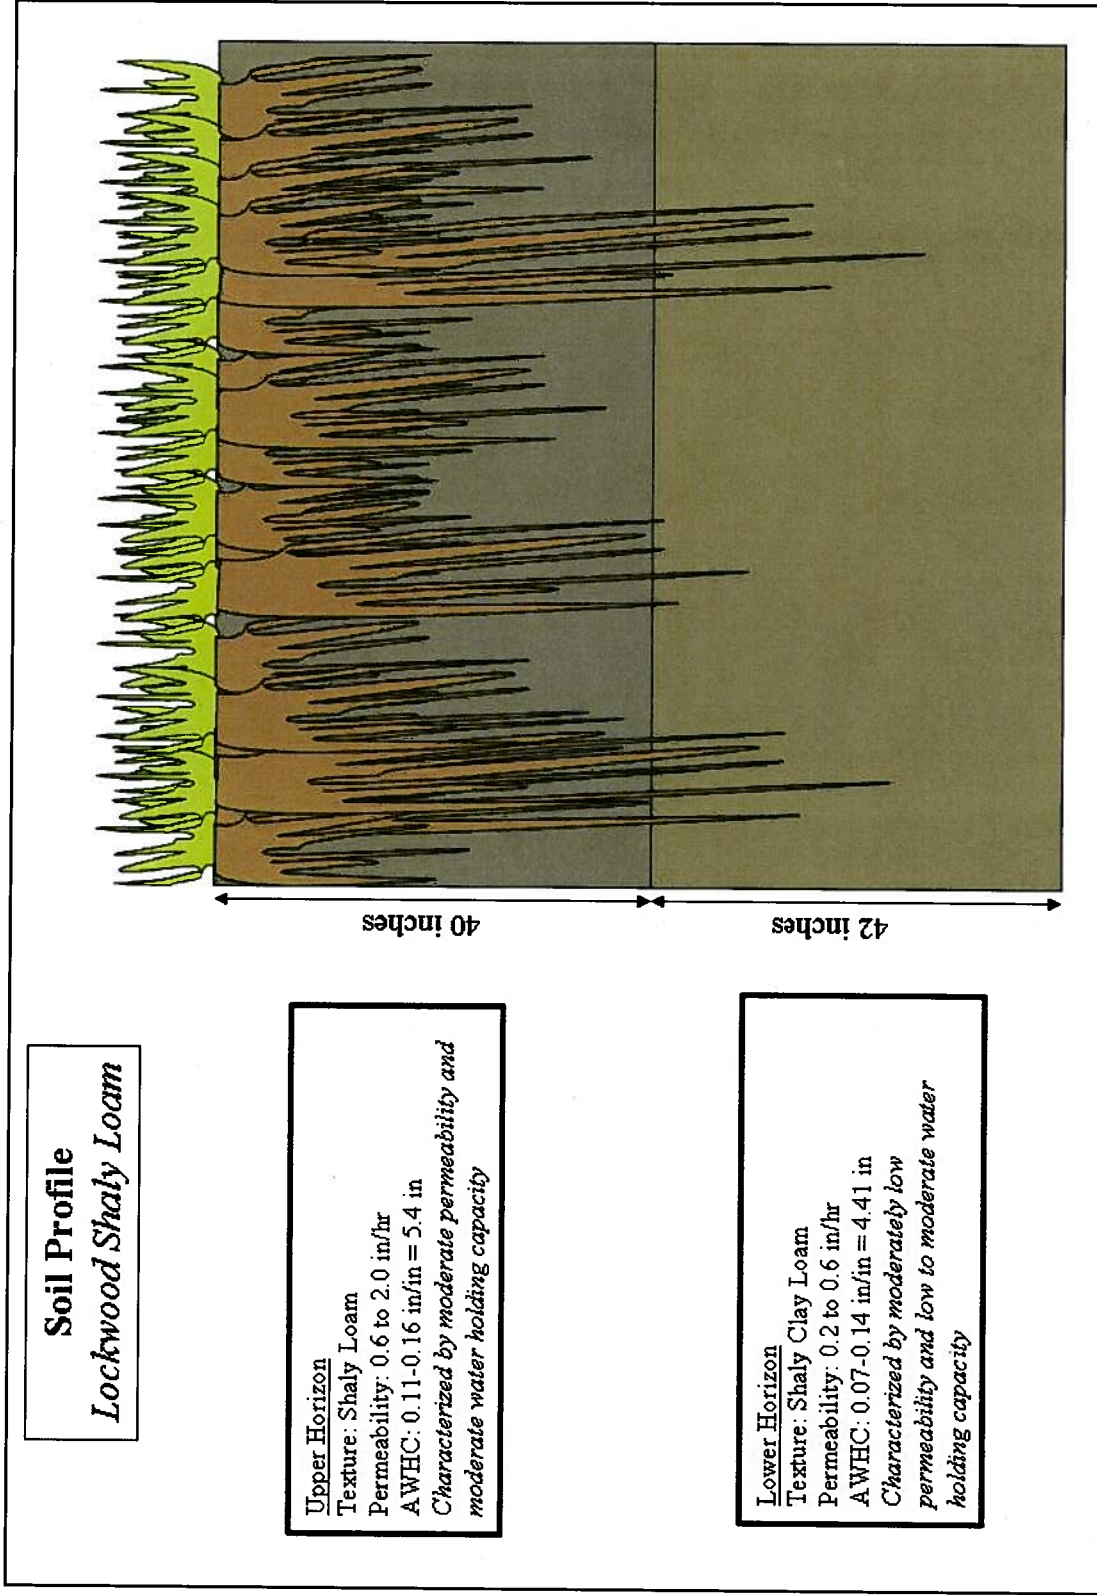 Soil Profile
Lockwood Shaly Loam
Upper Horizon
Texture: Shaly Loam
Permeability: 0.6 to 2.0 in/hr
AWHC: 0.11-0.16 in/in = 5.4 in
Characterized by moderate permeability and
moderate water holding capacity
40 inches
Lower Horizon
Texture: Shaly Clay Loam
Permeability: 0.2 to 0.6 in/hr
AWHC: 0.07-0.14 in/in = 4.41 in
Characterized by moderately low
permeability and low to moderate water
holding capacity
42 inches